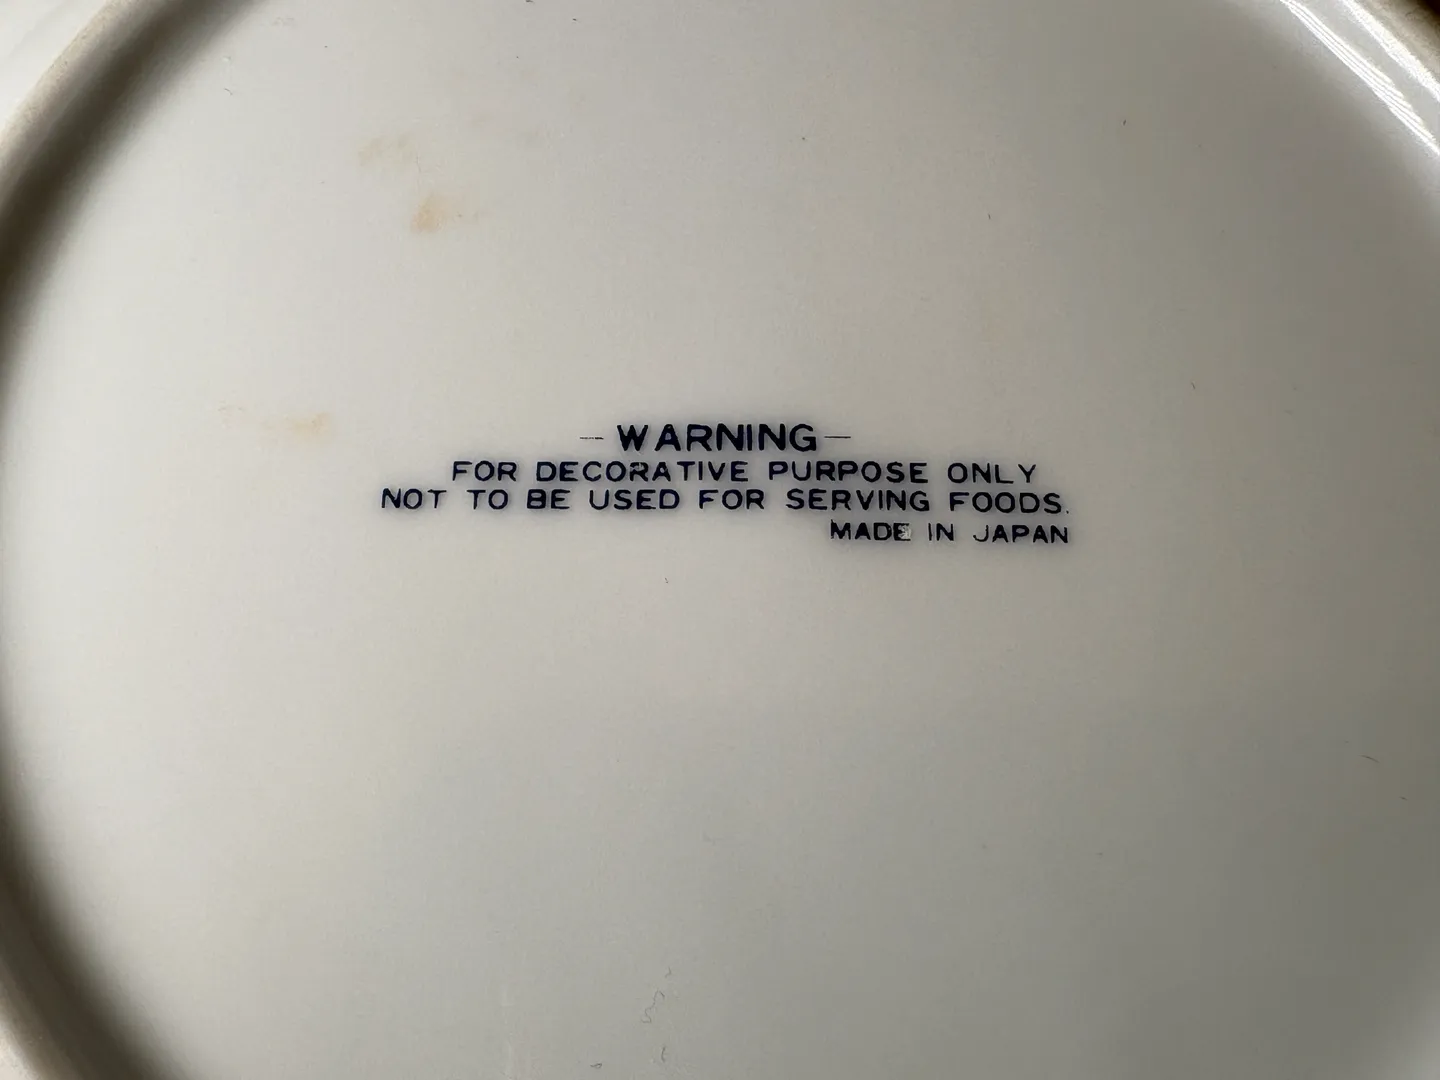 - WARNING -
FOR DECORATIVE PURPOSE ONLY
NOT TO BE USED FOR SERVING FOODS.
MADE IN JAPAN